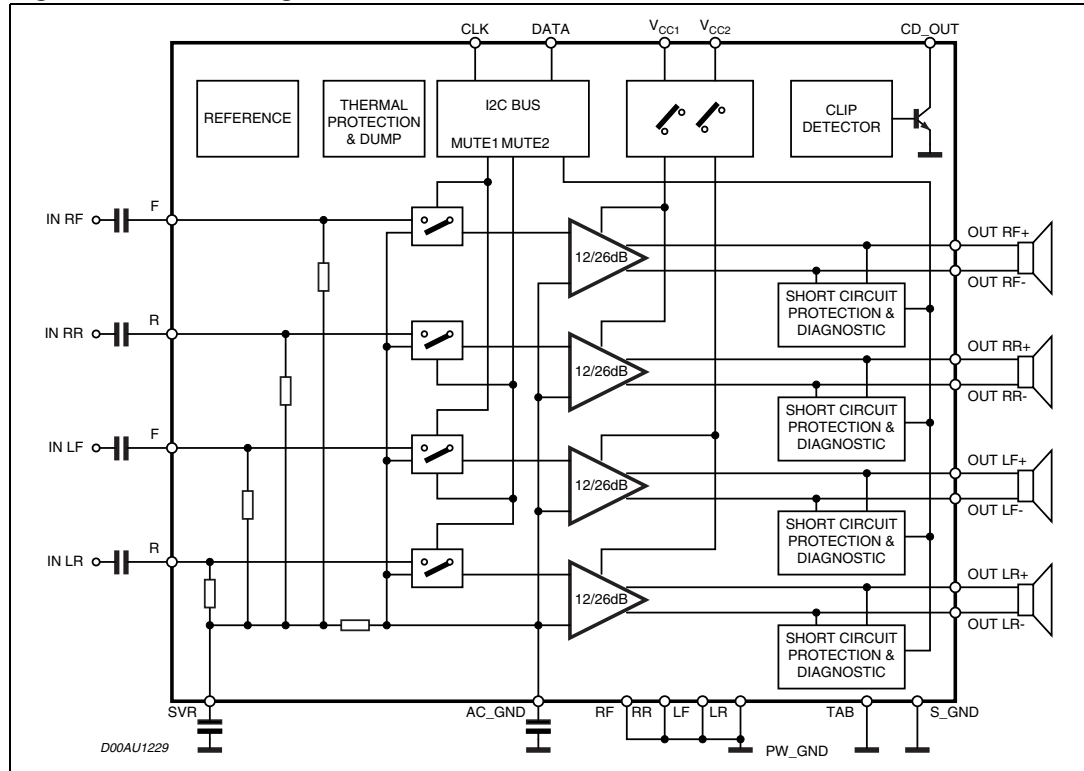 CLK DATA VCC1 VCC2 CD_OUT
REFERENCE
THERMAL
PROTECTION
& DUMP
I2C BUS
MUTE1 MUTE2
CLIP
DETECTOR
IN RF F
12/26dB
OUT RF+
OUT RF-
SHORT CIRCUIT
PROTECTION &
DIAGNOSTIC
IN RR R
12/26dB
OUT RR+
OUT RR-
SHORT CIRCUIT
PROTECTION &
DIAGNOSTIC
IN LF F
12/26dB
OUT LF+
OUT LF-
SHORT CIRCUIT
PROTECTION &
DIAGNOSTIC
IN LR R
12/26dB
OUT LR+
OUT LR-
SHORT CIRCUIT
PROTECTION &
DIAGNOSTIC
SVR AC_GND RF RR LF LR TAB S_GND
PW_GND
D00AU1229